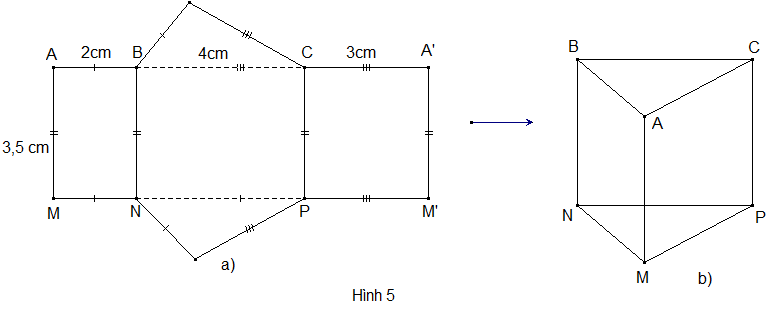 A 2cm B 4cm C 3cm A'
3,5 cm
M N P M'
a)
B C
A
N P
M b)
Hình 5